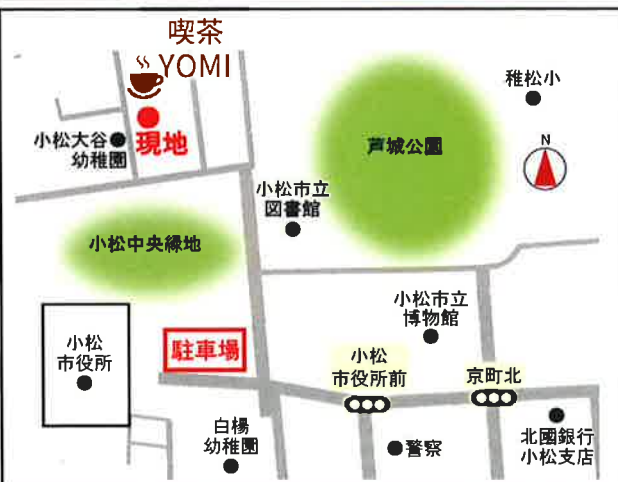 喫茶
YOMI
稚松小
小松大谷
幼稚園
現地
芦城公園
N
小松市立
図書館
小松中央緑地
小松市立
博物館
小松
市役所
駐車場
小松
市役所前
京町北
白楊
幼稚園
警察
北國銀行
小松支店